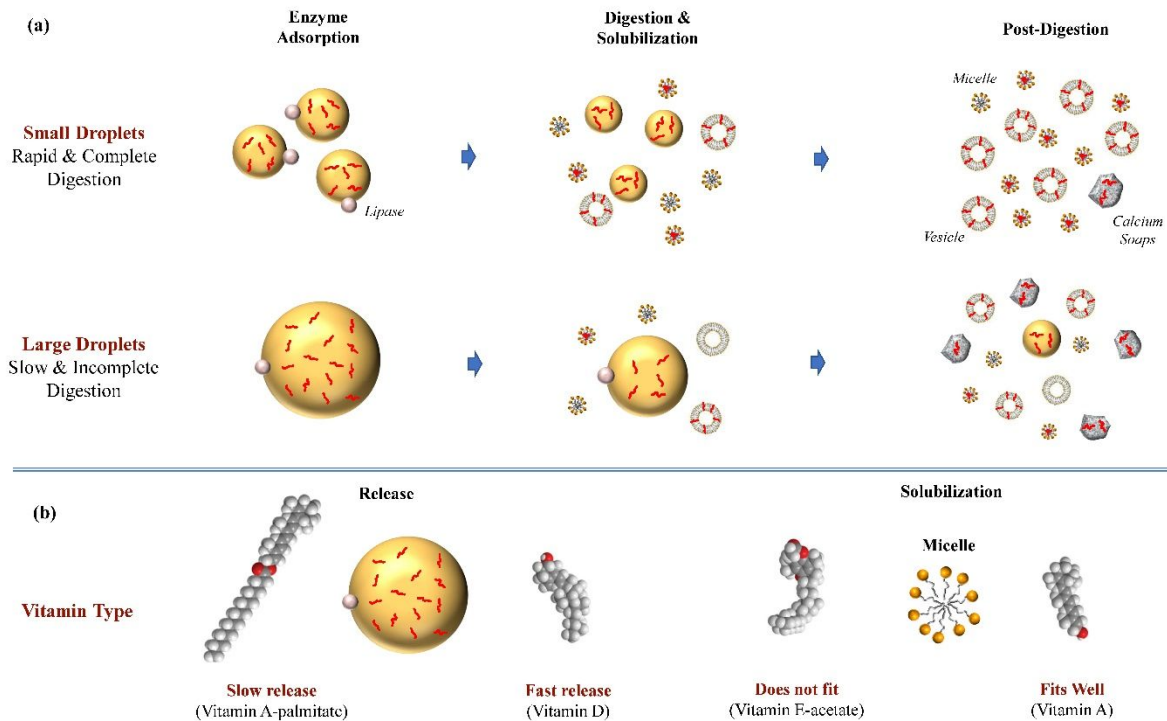 (a)
Enzyme
Adsorption
Digestion &
Solubilization
Post-Digestion
Small Droplets
Rapid & Complete
Digestion
Lipase
Micelle
Vesicle
Calcium
Soaps
Large Droplets
Slow & Incomplete
Digestion
(b)
Release
Solubilization
Vitamin Type
Micelle
Slow release
(Vitamin A-palmitate)
Fast release
(Vitamin D)
Does not fit
(Vitamin E-acetate)
Fits Well
(Vitamin A)